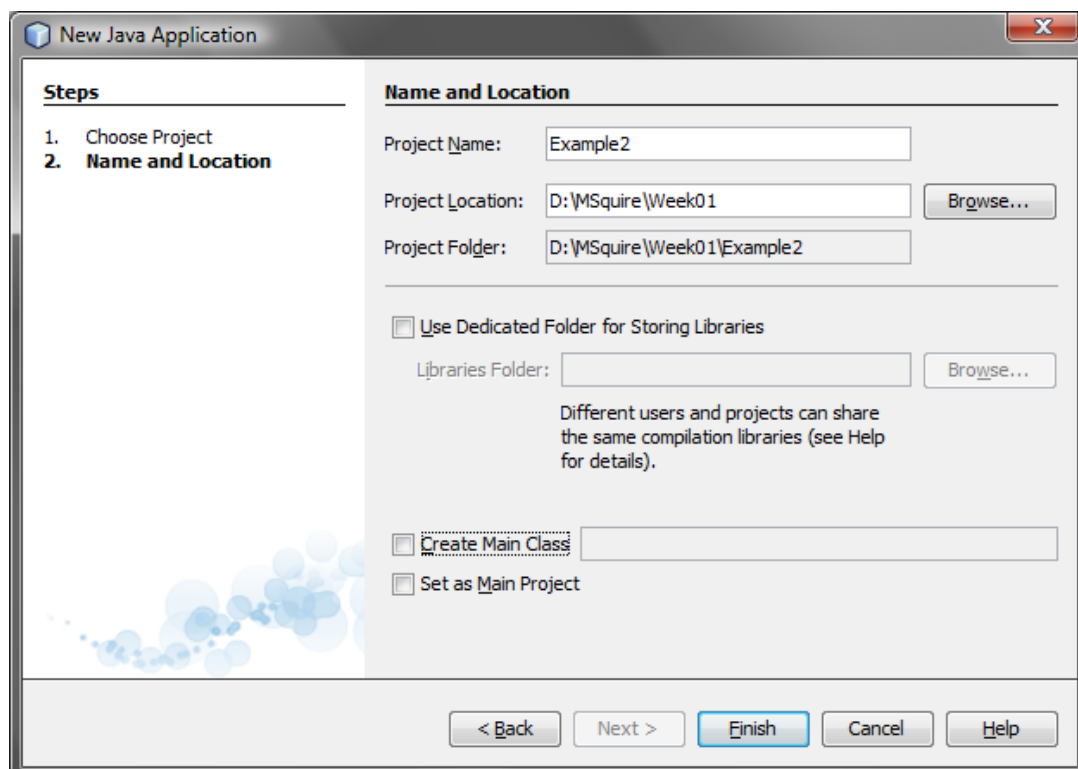 New Java Application
X
Steps
1. Choose Project
2. Name and Location
Name and Location
Project Name: Example2
Project Location: D:\MSquire\Week01 Browse...
Project Folder: D:\MSquire\Week01\Example2
Use Dedicated Folder for Storing Libraries
Libraries Folder: Browse...
Different users and projects can share
the same compilation libraries (see Help
for details).
Create Main Class
Set as Main Project
< Back Next > Finish Cancel Help